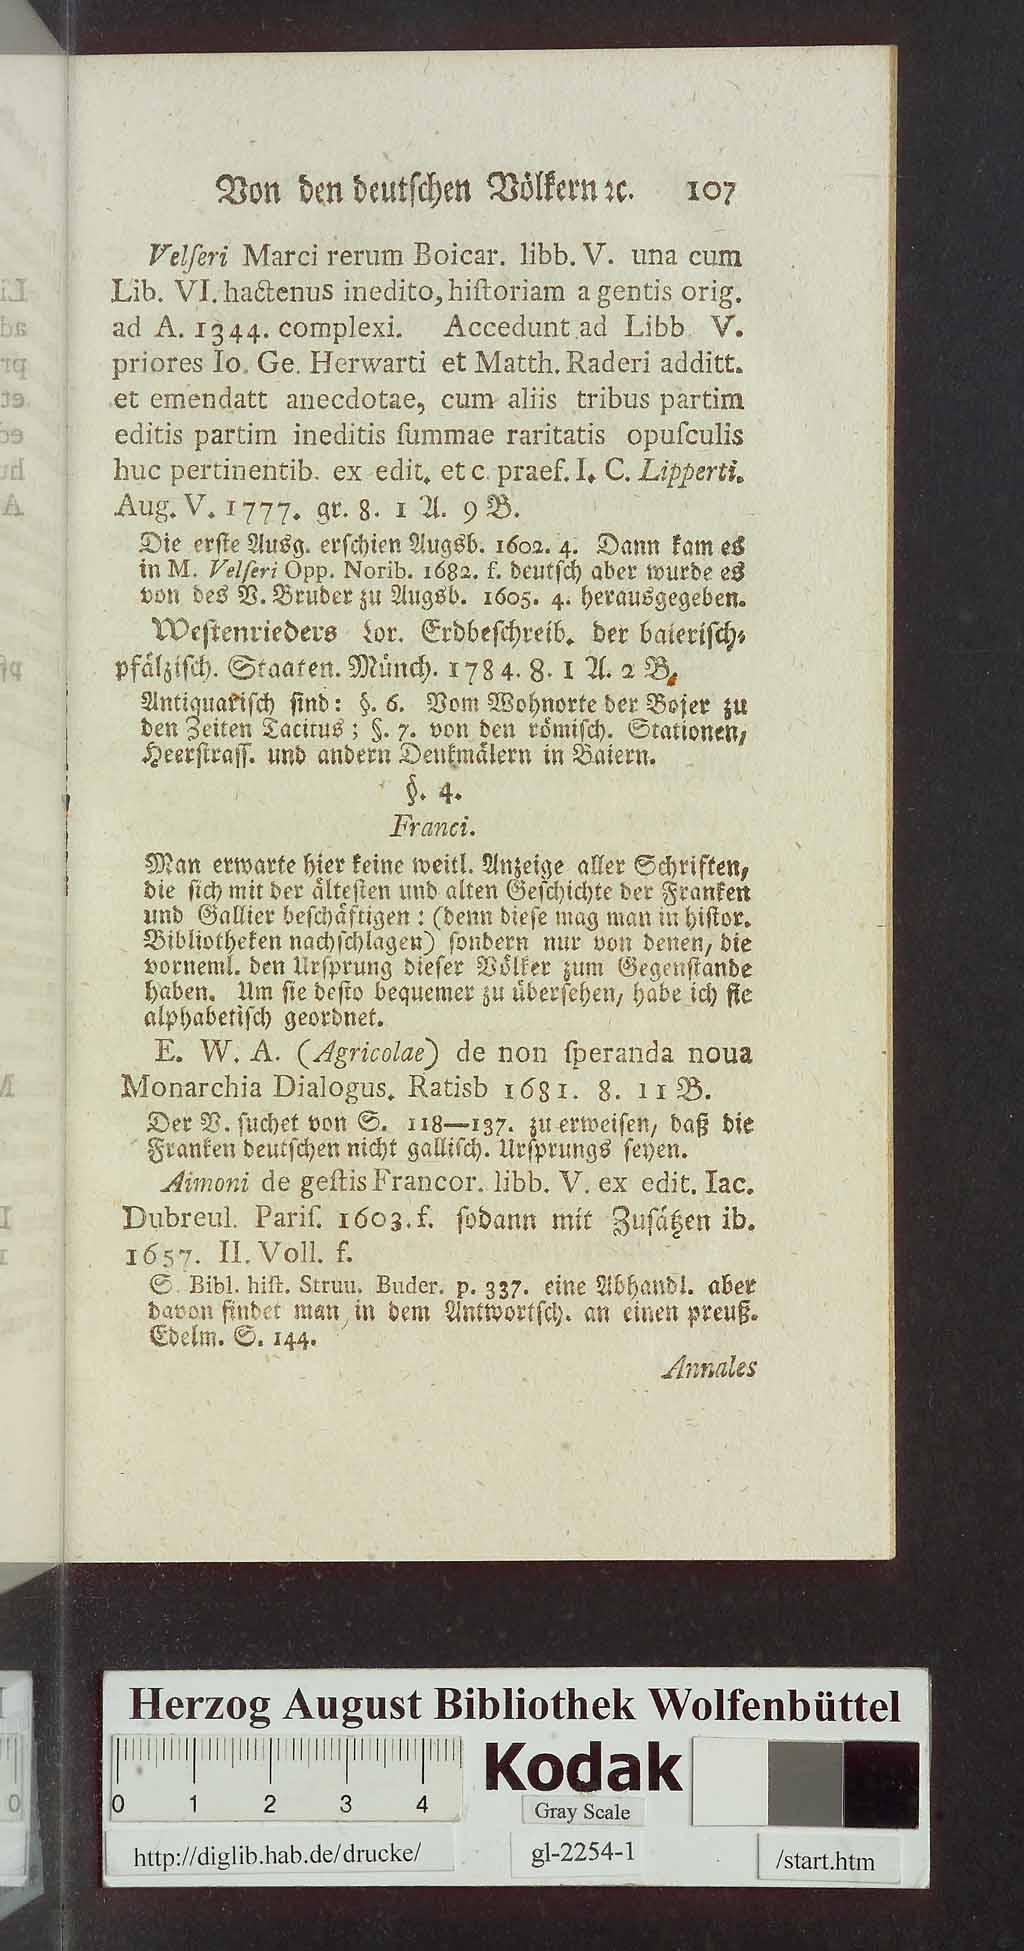 Von den deutschen Völkern ꝛc. 107
Velſeri Marci rerum Boicar. libb. V. una cum
Lib. VI. hactenus inedito, hiſtoriam a gentis orig.
ad A. 1344. complexi. Accedunt ad Libb V.
priores Io. Ge. Herwarti et Matth. Raderi additt.
et emendatt anecdotae, cum aliis tribus partim
editis partim ineditis ſummae raritatis opuſculis
huc pertinentib. ex edit. et c. praef. I. C. Lipperti.
Aug. V. 1777. gr. 8. 1 A. 9 B.
Die erſte Ausg. erſchien Augsb. 1602. 4. Dann kam es
in M. Velſeri Opp. Norib. 1682. f. deutſch aber wurde es
von des V. Bruder zu Augsb. 1605. 4. herausgegeben.
Weſtenrieders Lor. Erdbeſchreib. der baieriſch-
pfälziſch. Staaten. Münch. 1784. 8. 1 A. 2 B.
Antiquariſch ſind: §. 6. Vom Wohnorte der Bojer zu
den Zeiten Tacitus; §. 7. von den römiſch. Stationen,
Heerſtraſſ. und andern Denkmälern in Baiern.
§. 4.
Franci.
Man erwarte hier keine weitl. Anzeige aller Schriften,
die ſich mit der älteſten und alten Geſchichte der Franken
und Gallier beſchäftigen: (denn dieſe mag man in hiſtor.
Bibliotheken nachſchlagen) ſondern nur von denen, die
vorneml. den Urſprung dieſer Völker zum Gegenſtande
haben. Um ſie deſto bequemer zu überſehen, habe ich ſie
alphabetiſch geordnet.
E. W. A. (Agricolae) de non ſperanda noua
Monarchia Dialogus. Ratisb 1681. 8. 11 B.
Der V. ſuchet von S. 118—137. zu erweiſen, daß die
Franken deutſchen nicht galliſch. Urſprungs ſeyen.
Aimoni de geſtis Francor. libb. V. ex edit. Iac.
Dubreul. Pariſ. 1603. f. ſodann mit Zuſätzen ib.
1657. II. Voll. f.
S. Bibl. hiſt. Struu. Buder. p. 337. eine Abhandl. aber
davon findet man in dem Antwortſch. an einen preuß.
Edelm. S. 144.
Annales
Herzog August Bibliothek Wolfenbüttel
0 1 2 3 4
Kodak
Gray Scale
http://diglib.hab.de/drucke/ gl-2254-1 /start.htm